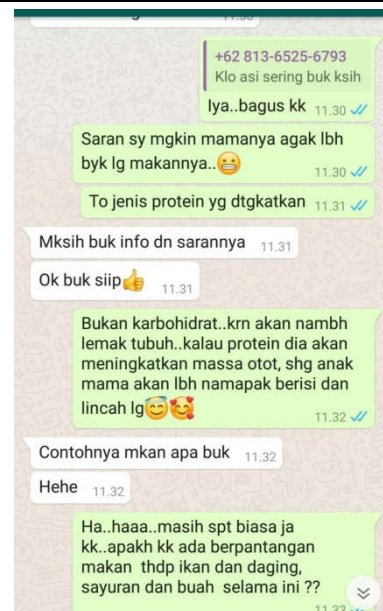 +62 813-6525-6793
Klo asi sering buk ksih
Iya..bagus kk 11.30
Saran sy mgkin mamanya agak lbh
byk lg makannya..😬
11.30
To jenis protein yg dtgkatkan 11.31
Mksih buk info dn sarannya 11.31
Ok buk siip👍 11.31
Bukan karbohidrat..krn akan nambh
lemak tubuh..kalau protein dia akan
meningkatkan massa otot, shg anak
mama akan lbh namapak berisi dan
lincah lg😇🥰
11.32
Contohnya mkan apa buk 11.32
Hehe 11.32
Ha..haaa..masih spt biasa ja
kk..apakh kk ada berpantangan
makan thdp ikan dan daging,
sayuran dan buah selama ini ??
11.33